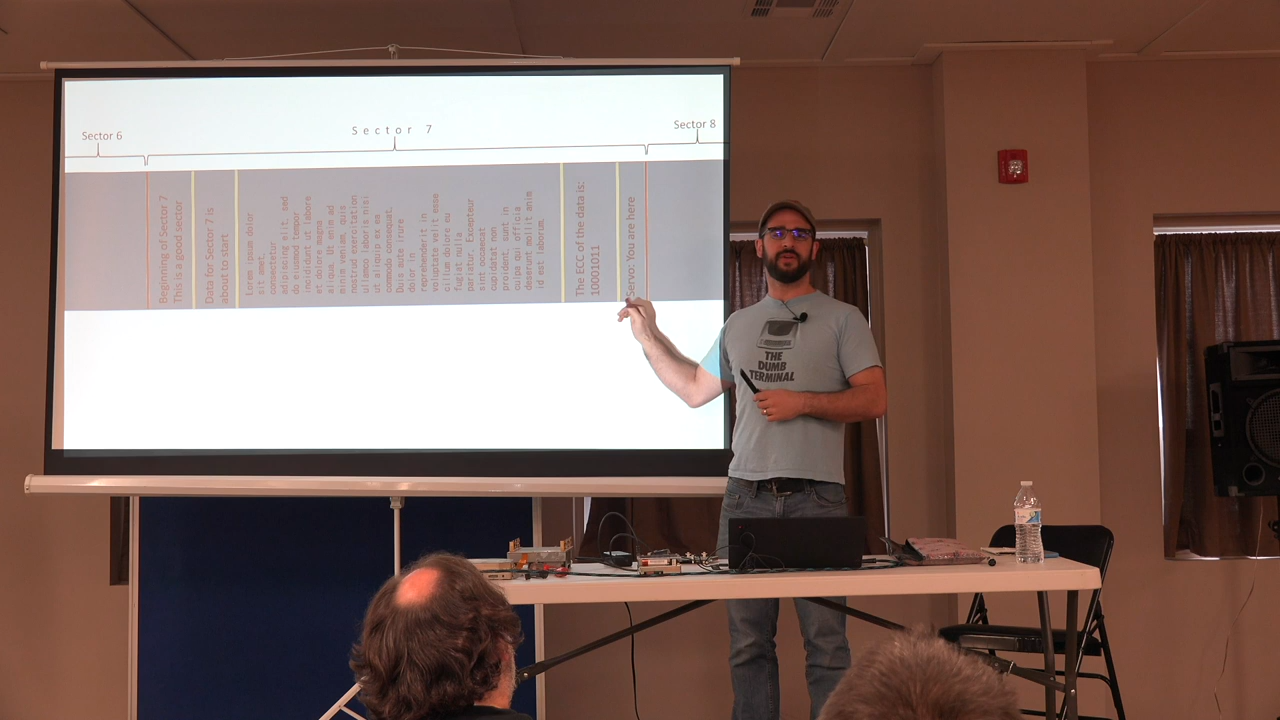 Sector 6
Sector 7
Sector 8
Beginning of Sector 7
This is a good sector
Data for Sector 7 is
about to start
Lorem ipsum dolor
sit amet,
consectetur
adipiscing elit, sed
do eiusmod tempor
incididunt ut labore
et dolore magna
aliqua. Ut enim ad
minim veniam, quis
nostrud exercitation
ullamco laboris nisi
ut aliquip ex ea
commodo consequat.
Duis aute irure
dolor in
reprehenderit in
voluptate velit esse
cillum dolore eu
fugiat nulla
pariatur. Excepteur
sint occaecat
cupidatat non
proident, sunt in
culpa qui officia
deserunt mollit anim
id est laborum.
The ECC of the data is:
10001011
Servo: You are here
THE
DUMB
TERMINAL